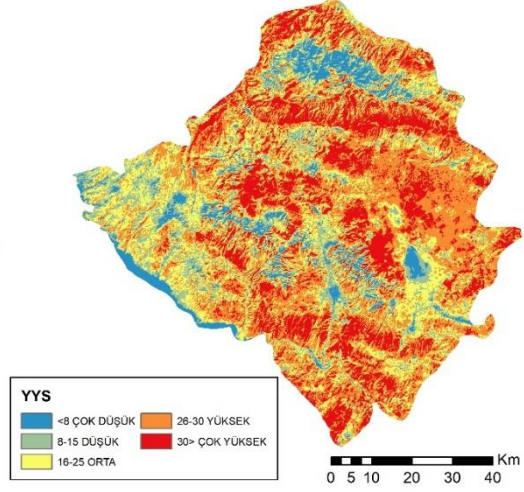 YYS
<8 ÇOK DÜŞÜK
26-30 YÜKSEK
8-15 DÜŞÜK
30> ÇOK YÜKSEK
16-25 ORTA
Km
0 5 10 20 30 40